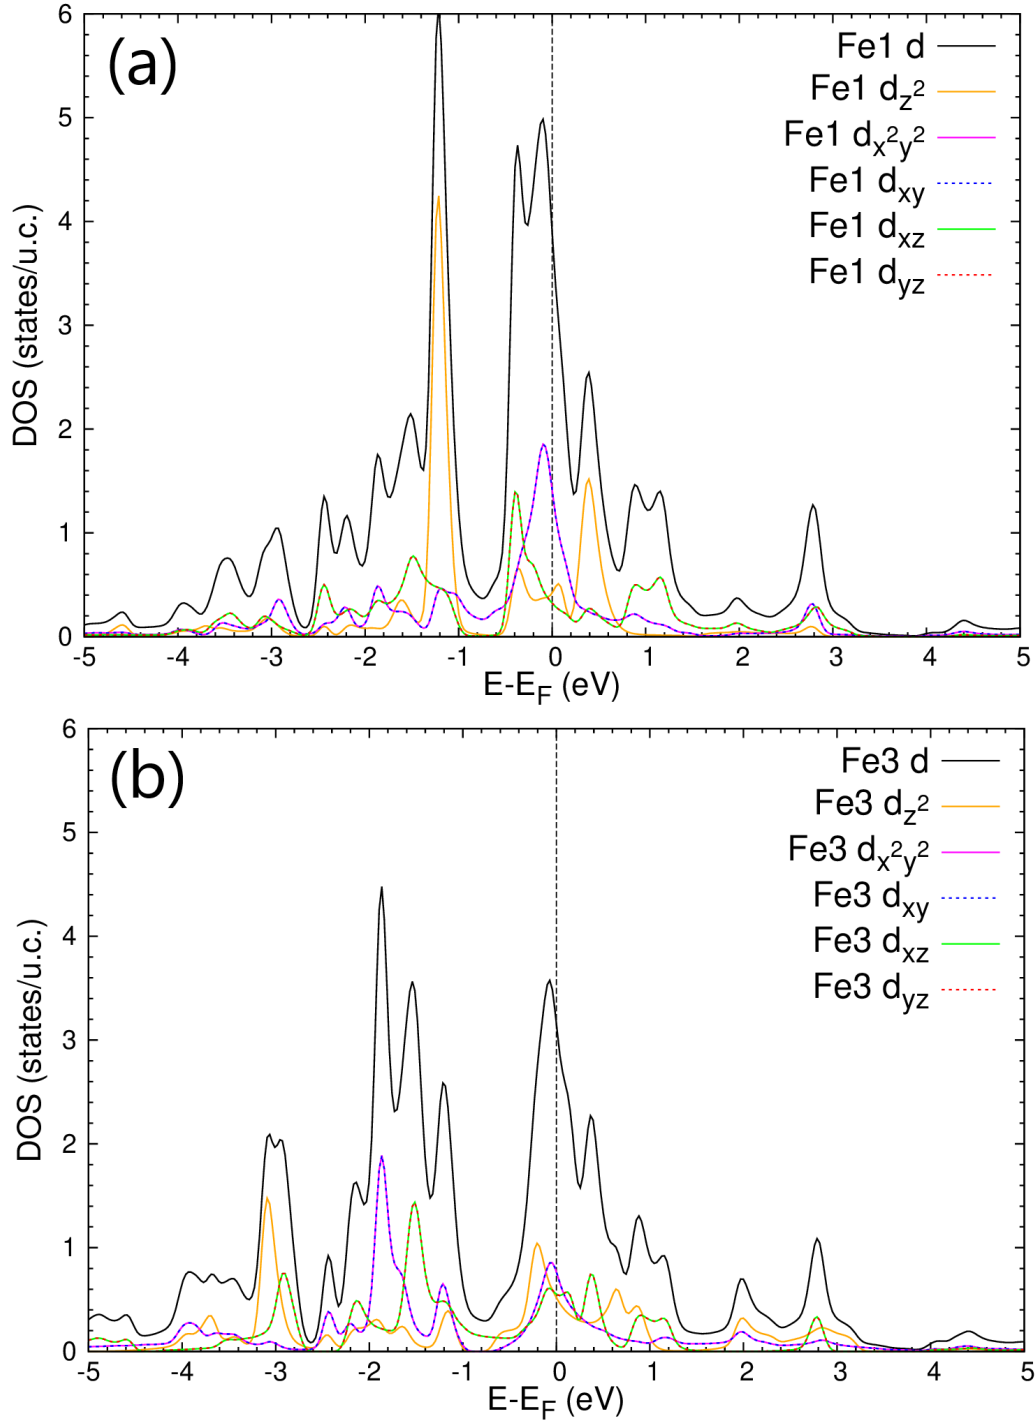 (a)
Fe1 d
Fe1 dz2
Fe1 dx2y2
Fe1 dxy
Fe1 dxz
Fe1 dyz
DOS (states/u.c.)
6
5
4
3
2
1
0
-5 -4 -3 -2 -1 0 1 2 3 4 5
E-EF (eV)
(b)
Fe3 d
Fe3 dz2
Fe3 dx2y2
Fe3 dxy
Fe3 dxz
Fe3 dyz
DOS (states/u.c.)
6
5
4
3
2
1
0
-5 -4 -3 -2 -1 0 1 2 3 4 5
E-EF (eV)